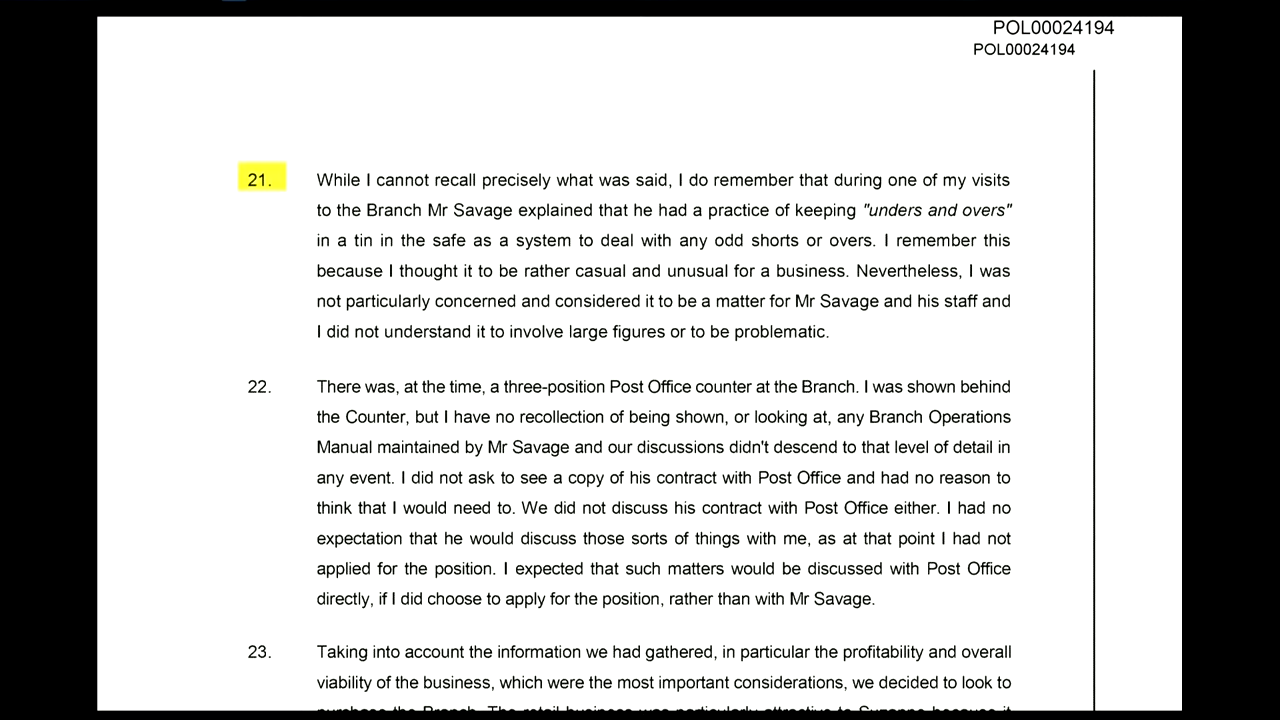 POL00024194
POL00024194
21. While I cannot recall precisely what was said, I do remember that during one of my visits
to the Branch Mr Savage explained that he had a practice of keeping "unders and overs"
in a tin in the safe as a system to deal with any odd shorts or overs. I remember this
because I thought it to be rather casual and unusual for a business. Nevertheless, I was
not particularly concerned and considered it to be a matter for Mr Savage and his staff and
I did not understand it to involve large figures or to be problematic.
22. There was, at the time, a three-position Post Office counter at the Branch. I was shown behind
the Counter, but I have no recollection of being shown, or looking at, any Branch Operations
Manual maintained by Mr Savage and our discussions didn't descend to that level of detail in
any event. I did not ask to see a copy of his contract with Post Office and had no reason to
think that I would need to. We did not discuss his contract with Post Office either. I had no
expectation that he would discuss those sorts of things with me, as at that point I had not
applied for the position. I expected that such matters would be discussed with Post Office
directly, if I did choose to apply for the position, rather than with Mr Savage.
23. Taking into account the information we had gathered, in particular the profitability and overall
viability of the business, which were the most important considerations, we decided to look to
purchase the Branch. The retail business was particularly attractive to Suzanne because it